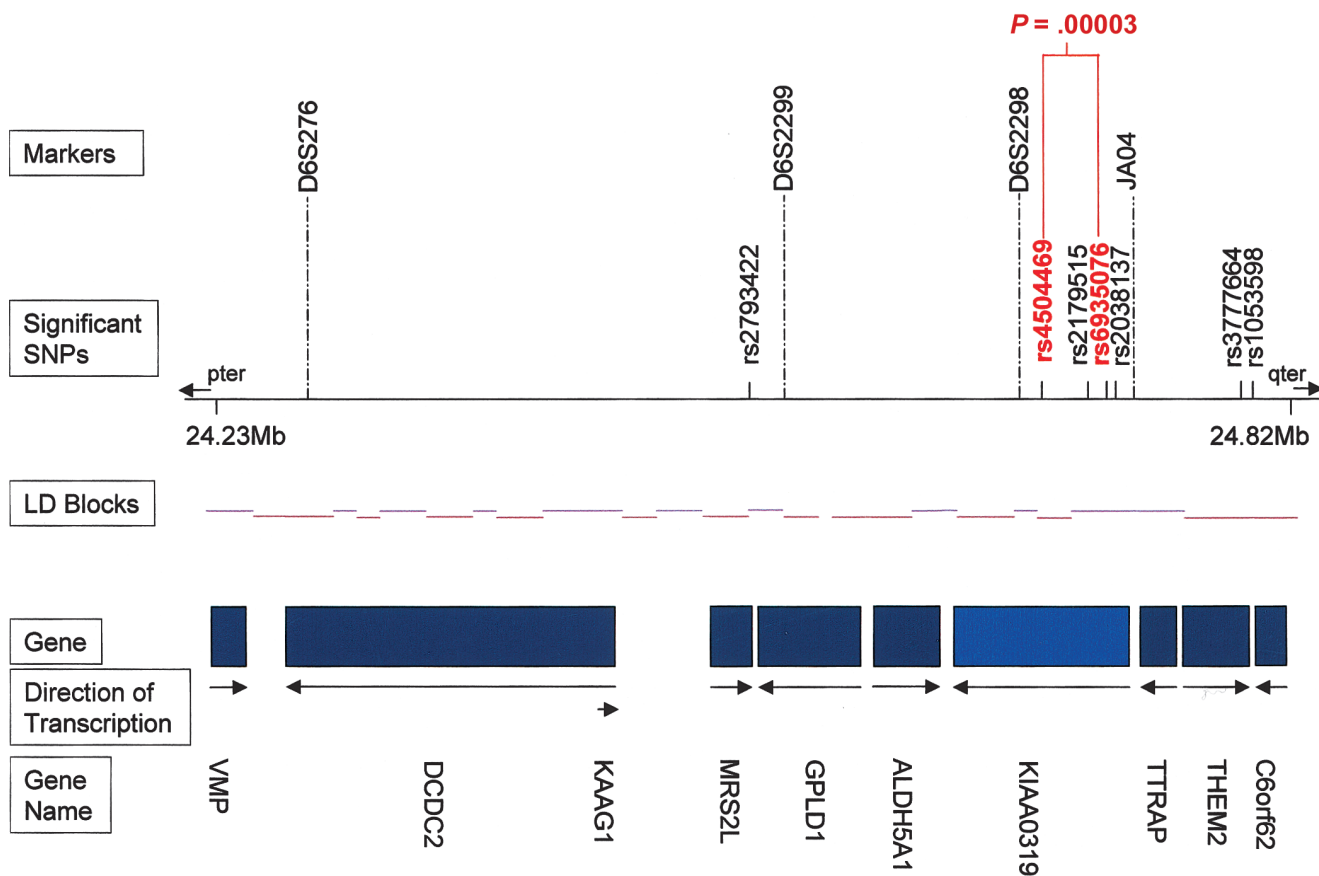 P = .00003
Markers
D6S276
D6S2299
D6S2298
JA04
Significant
SNPs
rs2793422
rs4504469
rs2179515
rs6935076
rs2038137
rs3777664
rs1053598
pter
qter
24.23Mb
24.82Mb
LD Blocks
Gene
Direction of
Transcription
Gene
Name
VMP
DCDC2
KAAG1
MRS2L
GPLD1
ALDH5A1
KIAA0319
TTRAP
THEM2
C6orf62